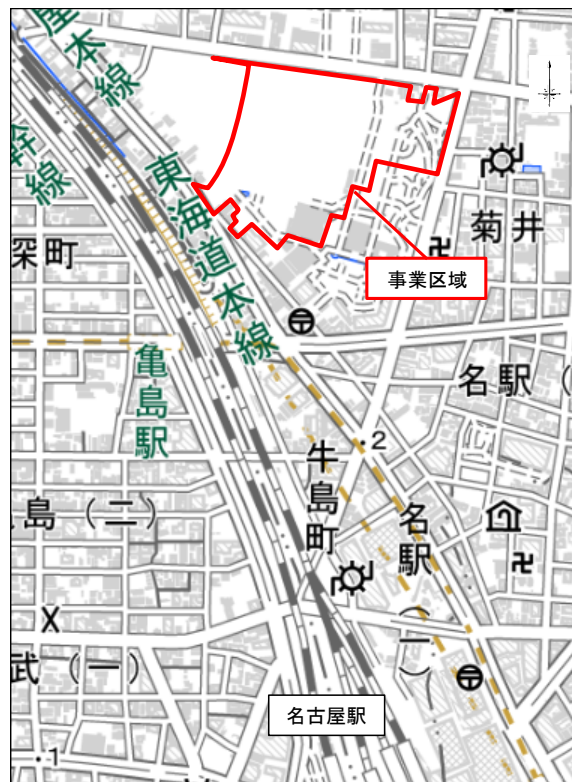 屋本線
幹線
東海道本線
深町
菊井
事業区域
亀島駅
名駅（
牛島町
2
島（二）
名駅（一）
X
武（一）
名古屋駅
1